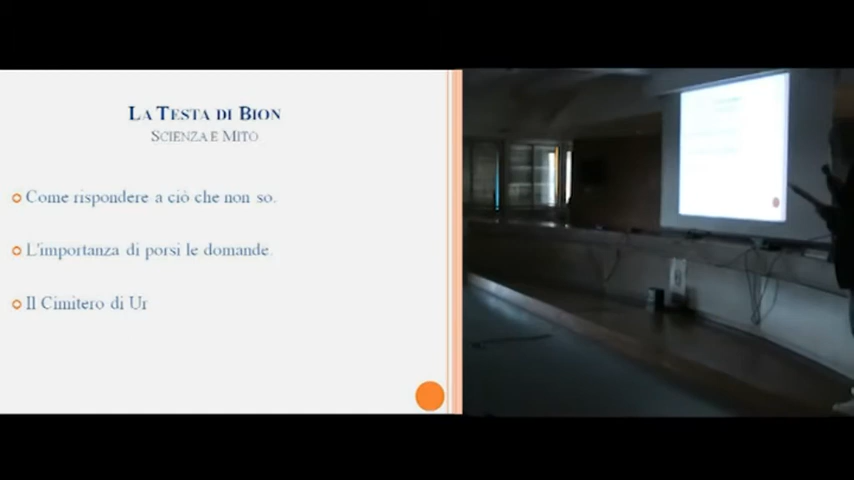 LA TESTA DI BION
SCIENZA E MITO
Come rispondere a ciò che non so.
L'importanza di porsi le domande.
Il Cimitero di Ur